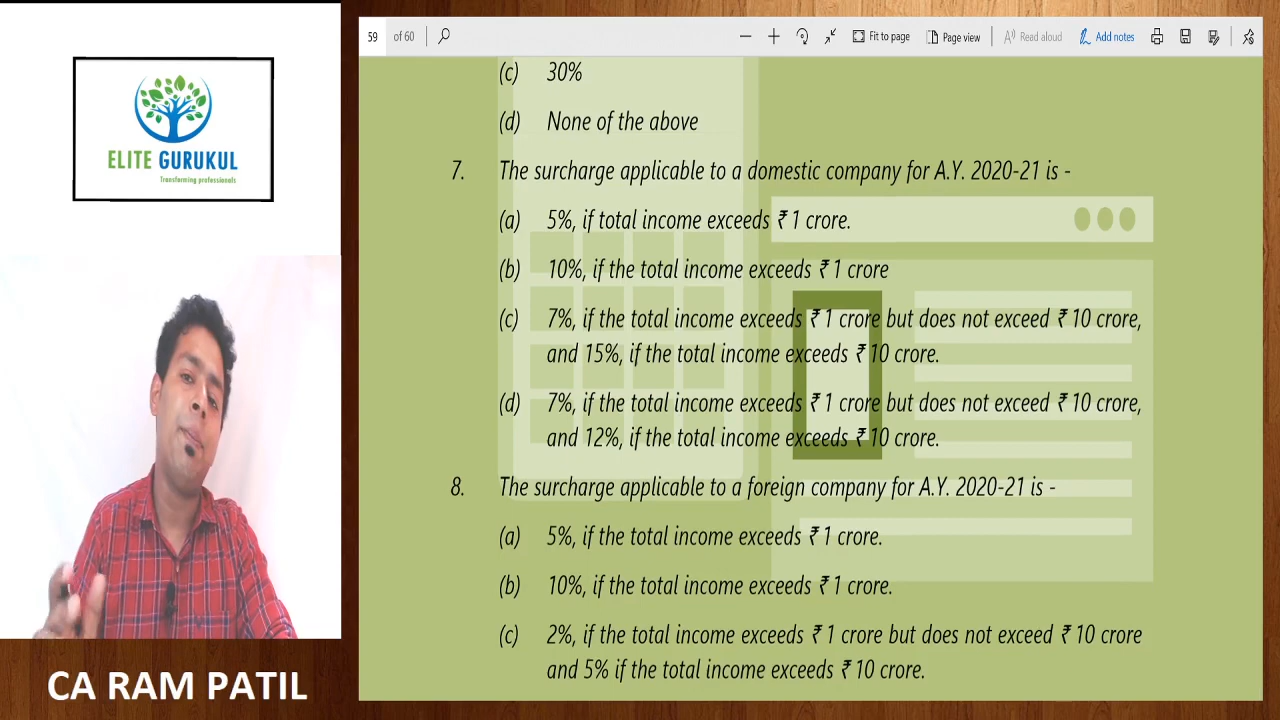 59 of 60
Fit to page
Page view
Read aloud
Add notes
ELITE GURUKUL
Transforming professionals
(c) 30%
(d) None of the above
7. The surcharge applicable to a domestic company for A.Y. 2020-21 is -
(a) 5%, if total income exceeds ₹ 1 crore.
(b) 10%, if the total income exceeds ₹ 1 crore
(c) 7%, if the total income exceeds ₹ 1 crore but does not exceed ₹ 10 crore,
and 15%, if the total income exceeds ₹ 10 crore.
(d) 7%, if the total income exceeds ₹ 1 crore but does not exceed ₹ 10 crore,
and 12%, if the total income exceeds ₹ 10 crore.
8. The surcharge applicable to a foreign company for A.Y. 2020-21 is -
(a) 5%, if the total income exceeds ₹ 1 crore.
(b) 10%, if the total income exceeds ₹ 1 crore.
(c) 2%, if the total income exceeds ₹ 1 crore but does not exceed ₹ 10 crore
and 5% if the total income exceeds ₹ 10 crore.
CA RAM PATIL